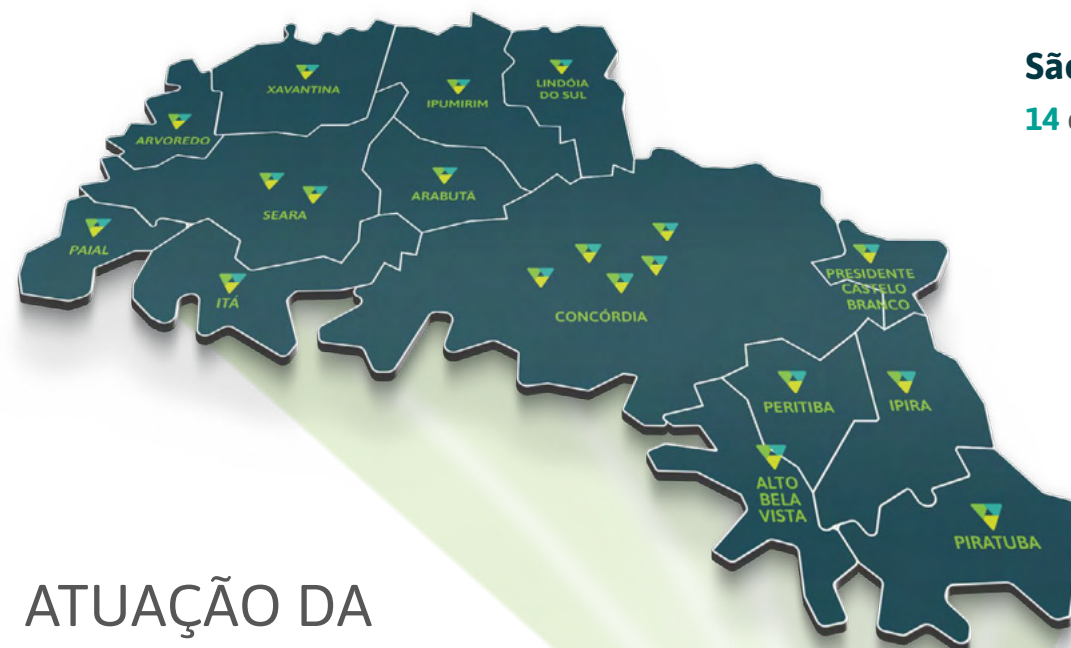 São
14
XAVANTINA
IPUMIRIM
LINDÓIA
DO SUL
ARVOREDO
SEARA
ARABUTÃ
PAIAL
ITÁ
CONCÓRDIA
PRESIDENTE
CASTELO
BRANCO
PERITIBA
IPIRA
ALTO
BELA
VISTA
PIRATUBA
ATUAÇÃO DA